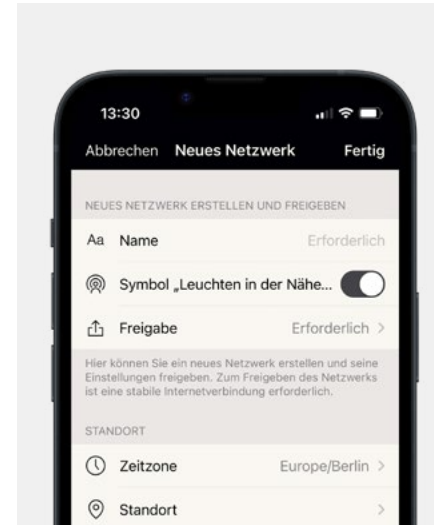 13:30
Abbrechen Neues Netzwerk Fertig
NEUES NETZWERK ERSTELLEN UND FREIGEBEN
Aa Name Erforderlich
Symbol „Leuchten in der Nähe...
Freigabe Erforderlich >
Hier können Sie ein neues Netzwerk erstellen und seine
Einstellungen freigeben. Zum Freigeben des Netzwerks
ist eine stabile Internetverbindung erforderlich.
STANDORT
Zeitzone Europe/Berlin >
Standort >